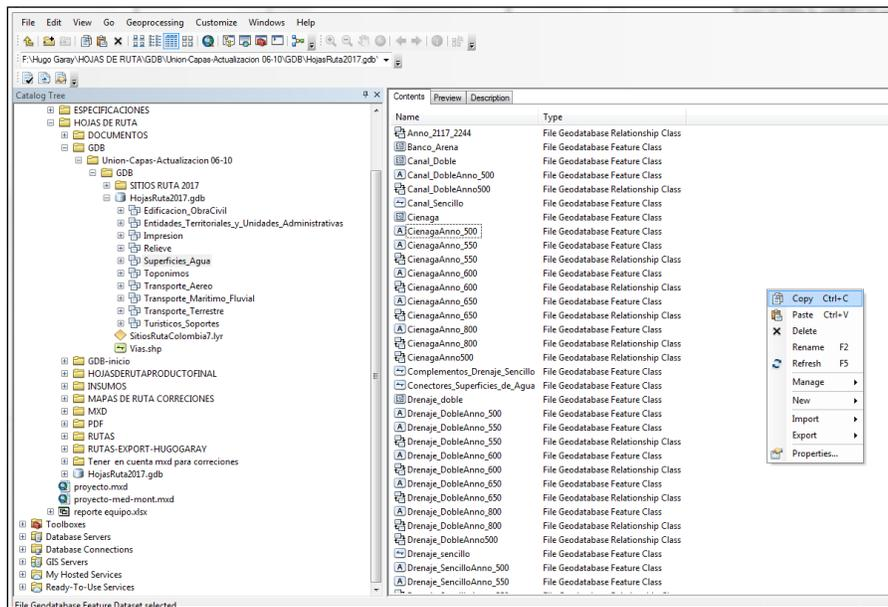 File Edit View Go Geoprocessing Customize Windows Help
F:\Hugo Garay\HOJAS DE RUTA\GDB\Union-Capas-Actualizacion 06-10\GDB\HojasRuta2017.gdb'
Catalog Tree
ESPECIFICACIONES
HOJAS DE RUTA
DOCUMENTOS
GDB
Union-Capas-Actualizacion 06-10
GDB
SITIOS RUTA 2017
HojasRuta2017.gdb
Edificacion_ObraCivil
Entidades_Territoriales_y_Unidades_Administrativas
Impresion
Relieve
Superficies_Agua
Toponimos
Transporte_Aereo
Transporte_Maritimo_Fluvial
Transporte_Terrestre
Turisticos_Soportes
SitiosRutaColombia7.lyr
Vias.shp
GDB-inicio
HOJASDERUTAPRODUCTOFINAL
INSUMOS
MAPAS DE RUTA CORRECIONES
MXD
PDF
RUTAS
RUTAS-EXPORT-HUGOGARAY
Tener en cuenta mxd para correciones
HojasRuta2017.gdb
proyecto.mxd
proyecto-med-mont.mxd
reporte equipo.xlsx
Toolboxes
Database Servers
Database Connections
GIS Servers
My Hosted Services
Ready-To-Use Services
File Geodatabase Feature Dataset selected
Contents Preview Description
Name Type
Anno_2117_2244 File Geodatabase Relationship Class
Banco_Arena File Geodatabase Feature Class
Canal_Doble File Geodatabase Feature Class
Canal_DobleAnno_500 File Geodatabase Feature Class
Canal_DobleAnno500 File Geodatabase Relationship Class
Canal_Sencillo File Geodatabase Feature Class
Cienaga File Geodatabase Feature Class
CienagaAnno_500 File Geodatabase Feature Class
CienagaAnno_550 File Geodatabase Feature Class
CienagaAnno_550 File Geodatabase Relationship Class
CienagaAnno_600 File Geodatabase Feature Class
CienagaAnno_600 File Geodatabase Relationship Class
CienagaAnno_650 File Geodatabase Feature Class
CienagaAnno_650 File Geodatabase Relationship Class
CienagaAnno_800 File Geodatabase Feature Class
CienagaAnno_800 File Geodatabase Relationship Class
CienagaAnno500 File Geodatabase Relationship Class
Complementos_Drenaje_Sencillo File Geodatabase Feature Class
Conectores_Superficies_de_Agua File Geodatabase Feature Class
Drenaje_doble File Geodatabase Feature Class
Drenaje_DobleAnno_500 File Geodatabase Feature Class
Drenaje_DobleAnno_550 File Geodatabase Feature Class
Drenaje_DobleAnno_550 File Geodatabase Relationship Class
Drenaje_DobleAnno_600 File Geodatabase Feature Class
Drenaje_DobleAnno_600 File Geodatabase Relationship Class
Drenaje_DobleAnno_650 File Geodatabase Feature Class
Drenaje_DobleAnno_650 File Geodatabase Relationship Class
Drenaje_DobleAnno_800 File Geodatabase Feature Class
Drenaje_DobleAnno_800 File Geodatabase Relationship Class
Drenaje_DobleAnno500 File Geodatabase Relationship Class
Drenaje_sencillo File Geodatabase Feature Class
Drenaje_SencilloAnno_500 File Geodatabase Feature Class
Drenaje_SencilloAnno_550 File Geodatabase Feature Class
Copy Ctrl+C
Paste Ctrl+V
Delete
Rename F2
Refresh F5
Manage
New
Import
Export
Properties...